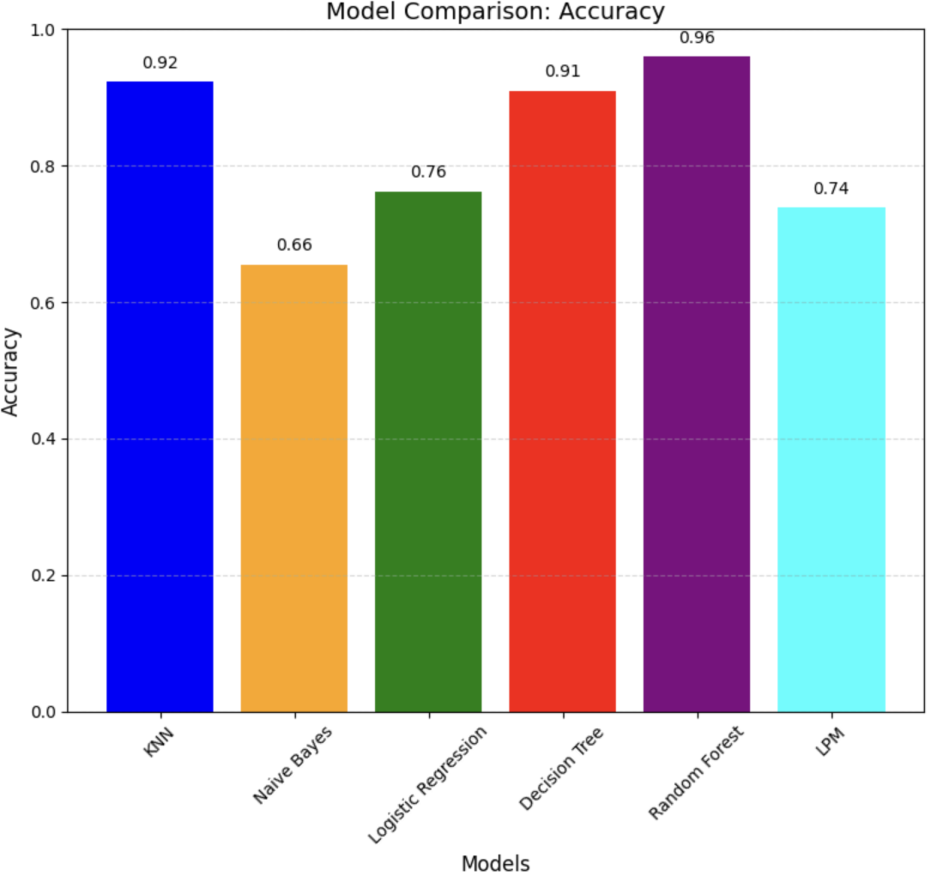 Model Comparison: Accuracy
1.0
0.8
0.6
0.4
0.2
0.0
Accuracy
0.92
0.66
0.76
0.91
0.96
0.74
KNN
Naive Bayes
Logistic Regression
Decision Tree
Random Forest
LPM
Models